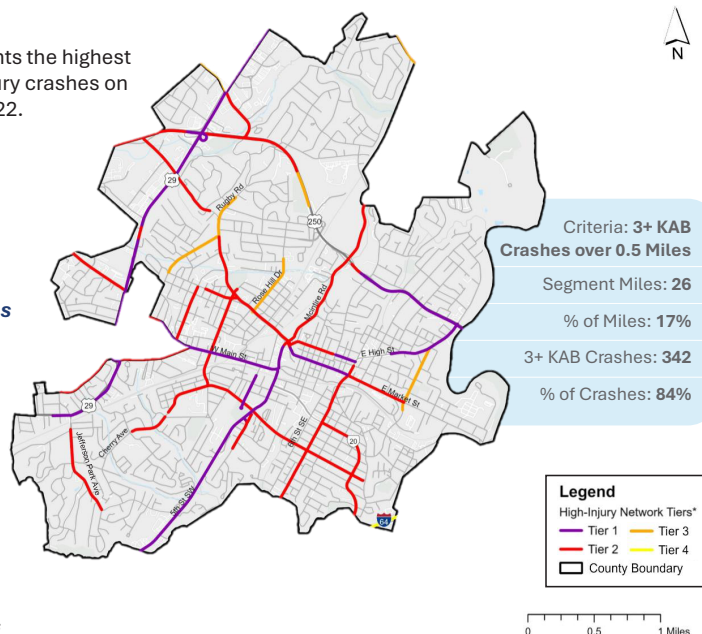 nts the highest
ury crashes on
22.
N
29
Rugby Rd
250
Criteria: 3+ KAB
Crashes over 0.5 Miles
Segment Miles: 26
% of Miles: 17%
3+ KAB Crashes: 342
% of Crashes: 84%
Rose Hill Dr
McIntire Rd
s
W Main St
E High St
E Market St
29
Cherry Ave
Jefferson Park Ave
6th St SE
20
5th St SW
64
Legend
High-Injury Network Tiers*
Tier 1
Tier 3
Tier 2
Tier 4
County Boundary
0 0.5 1 Miles